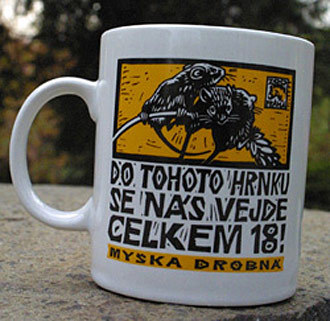 DO TOHOTO HRNKU
SE NÁS VEJDE
CELKEM 18!
MYŠKA DROBNÁ